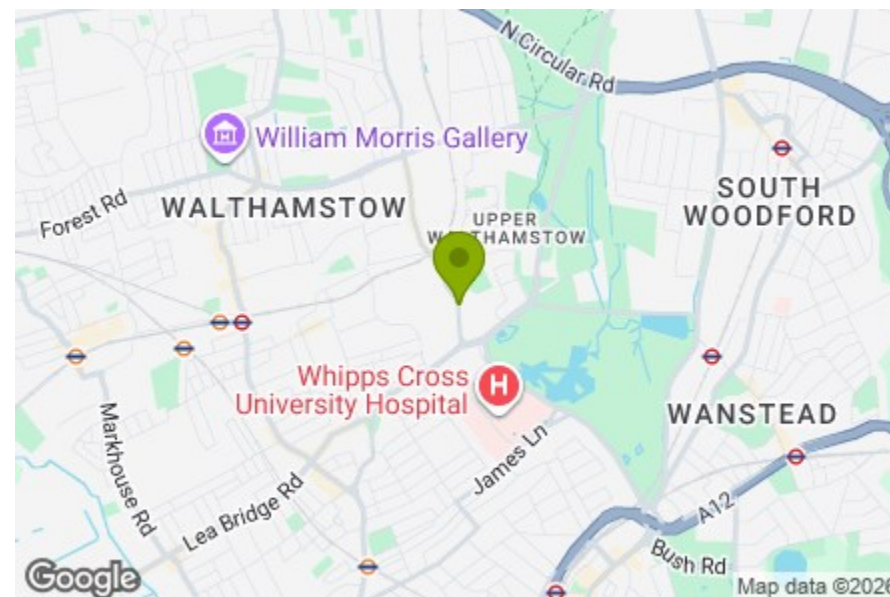 N Circular Rd
William Morris Gallery
Forest Rd
WALTHAMSTOW
SOUTH
WOODFORD
UPPER
WALTHAMSTOW
Whipps Cross
University Hospital
H
WANSTEAD
Markhouse Rd
James Ln
Lea Bridge Rd
A12
Bush Rd
Google
Map data ©2026